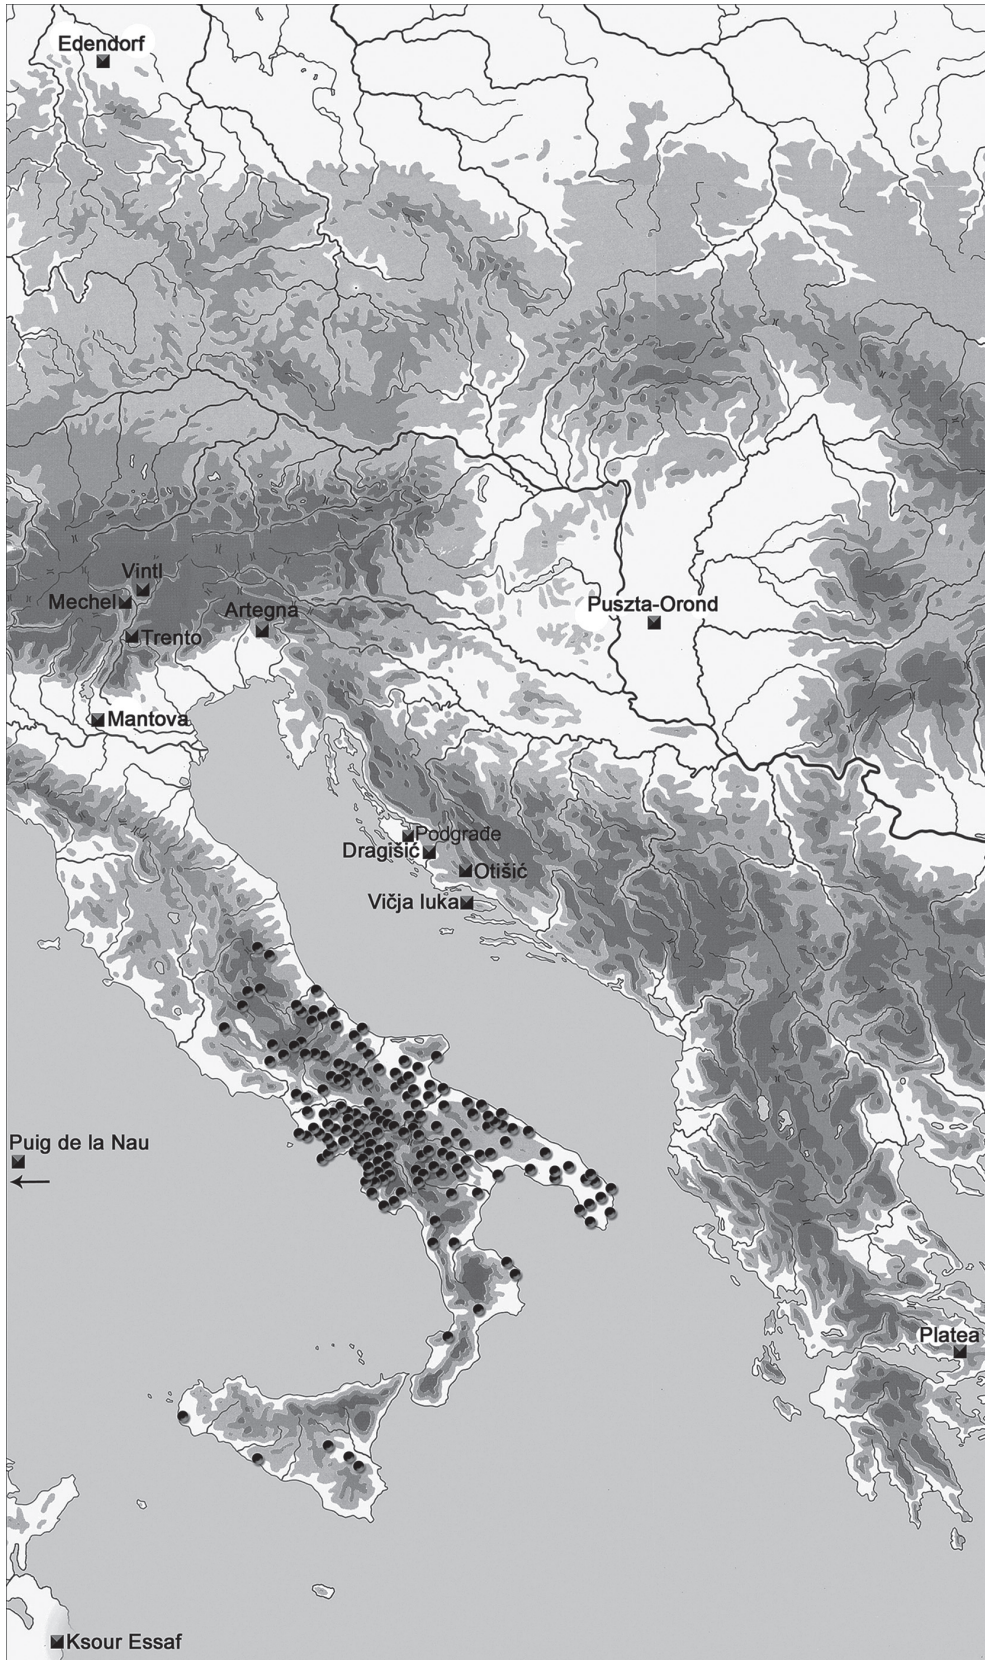 Edendorf
Vintl
Mechel
Artegna
Puszta-Orond
Trento
Mantova
Podgrađe
Dragišić
Otišić
Vičja luka
Puig de la Nau
Platea
Ksour Essaf